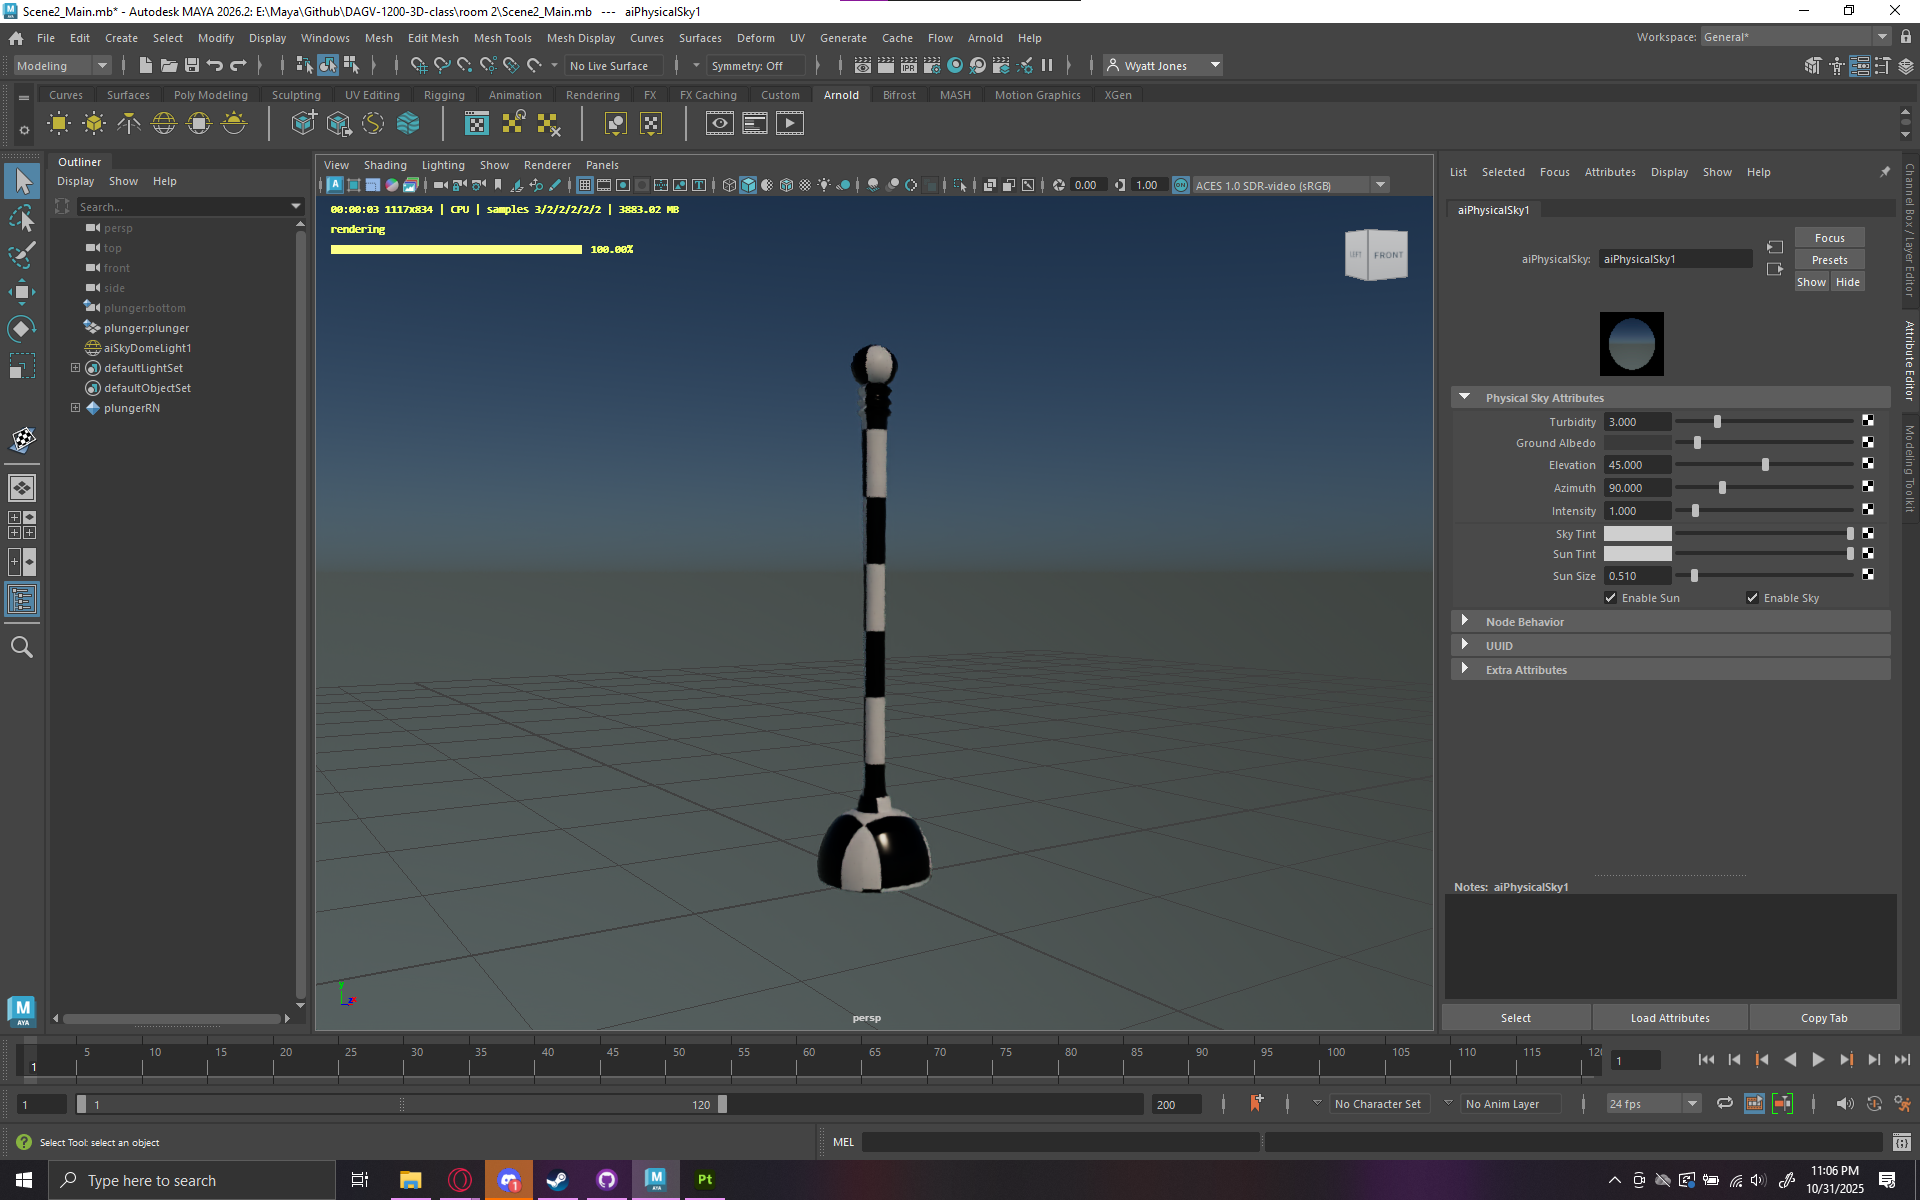 Scene2_Main.mb* - Autodesk MAYA 2026.2: E:\Maya\Github\DAGV-1200-3D-class\room 2\Scene2_Main.mb --- aiPhysicalSky1
File Edit Create Select Modify Display Windows Mesh Edit Mesh Mesh Tools Mesh Display Curves Surfaces Deform UV Generate Cache Flow Arnold Help
Workspace: General*
Modeling No Live Surface Symmetry: Off IPR Wyatt Jones
Curves Surfaces Poly Modeling Sculpting UV Editing Rigging Animation Rendering FX FX Caching Custom Arnold Bifrost MASH Motion Graphics XGen
Outliner
Display Show Help
Search...
persp
top
front
side
plunger:bottom
plunger:plunger
aiSkyDomeLight1
defaultLightSet
defaultObjectSet
plungerRN
View Shading Lighting Show Renderer Panels
0.00 1.00 ACES 1.0 SDR-video (sRGB)
00:00:03 1117x834 | CPU | samples 3/2/2/2/2/2 | 3883.02 MB
rendering
100.00%
LEFT FRONT
y
z
persp
List Selected Focus Attributes Display Show Help
aiPhysicalSky1
aiPhysicalSky: aiPhysicalSky1
Focus
Presets
Show Hide
Physical Sky Attributes
Turbidity 3.000
Ground Albedo
Elevation 45.000
Azimuth 90.000
Intensity 1.000
Sky Tint
Sun Tint
Sun Size 0.510
Enable Sun Enable Sky
Node Behavior
UUID
Extra Attributes
Notes: aiPhysicalSky1
Select Load Attributes Copy Tab
Channel Box / Layer Editor
Attribute Editor
Modeling Toolkit
M
AYA
1 5 10 15 20 25 30 35 40 45 50 55 60 65 70 75 80 85 90 95 100 105 110 115 120
1
1 1 120 200 No Character Set No Anim Layer 24 fps
Select Tool: select an object
MEL
Type here to search
1
M
AYA
Pt
11:06 PM
10/31/2025